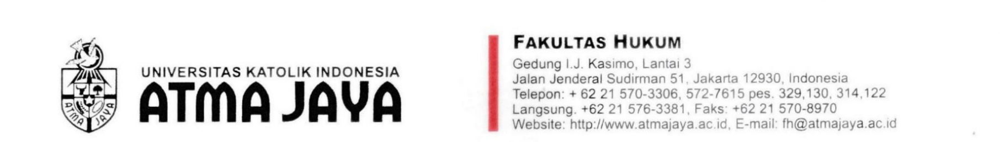 UNIVERSITAS KATOLIK INDONESIA
ATMA JAYA
ATMA JAYA
FAKULTAS HUKUM
Gedung I.J. Kasimo, Lantai 3
Jalan Jenderal Sudirman 51, Jakarta 12930, Indonesia
Telepon: + 62 21 570-3306, 572-7615 pes. 329,130, 314,122
Langsung. +62 21 576-3381, Faks: +62 21 570-8970
Website: http://www.atmajaya.ac.id, E-mail: fh@atmajaya.ac.id